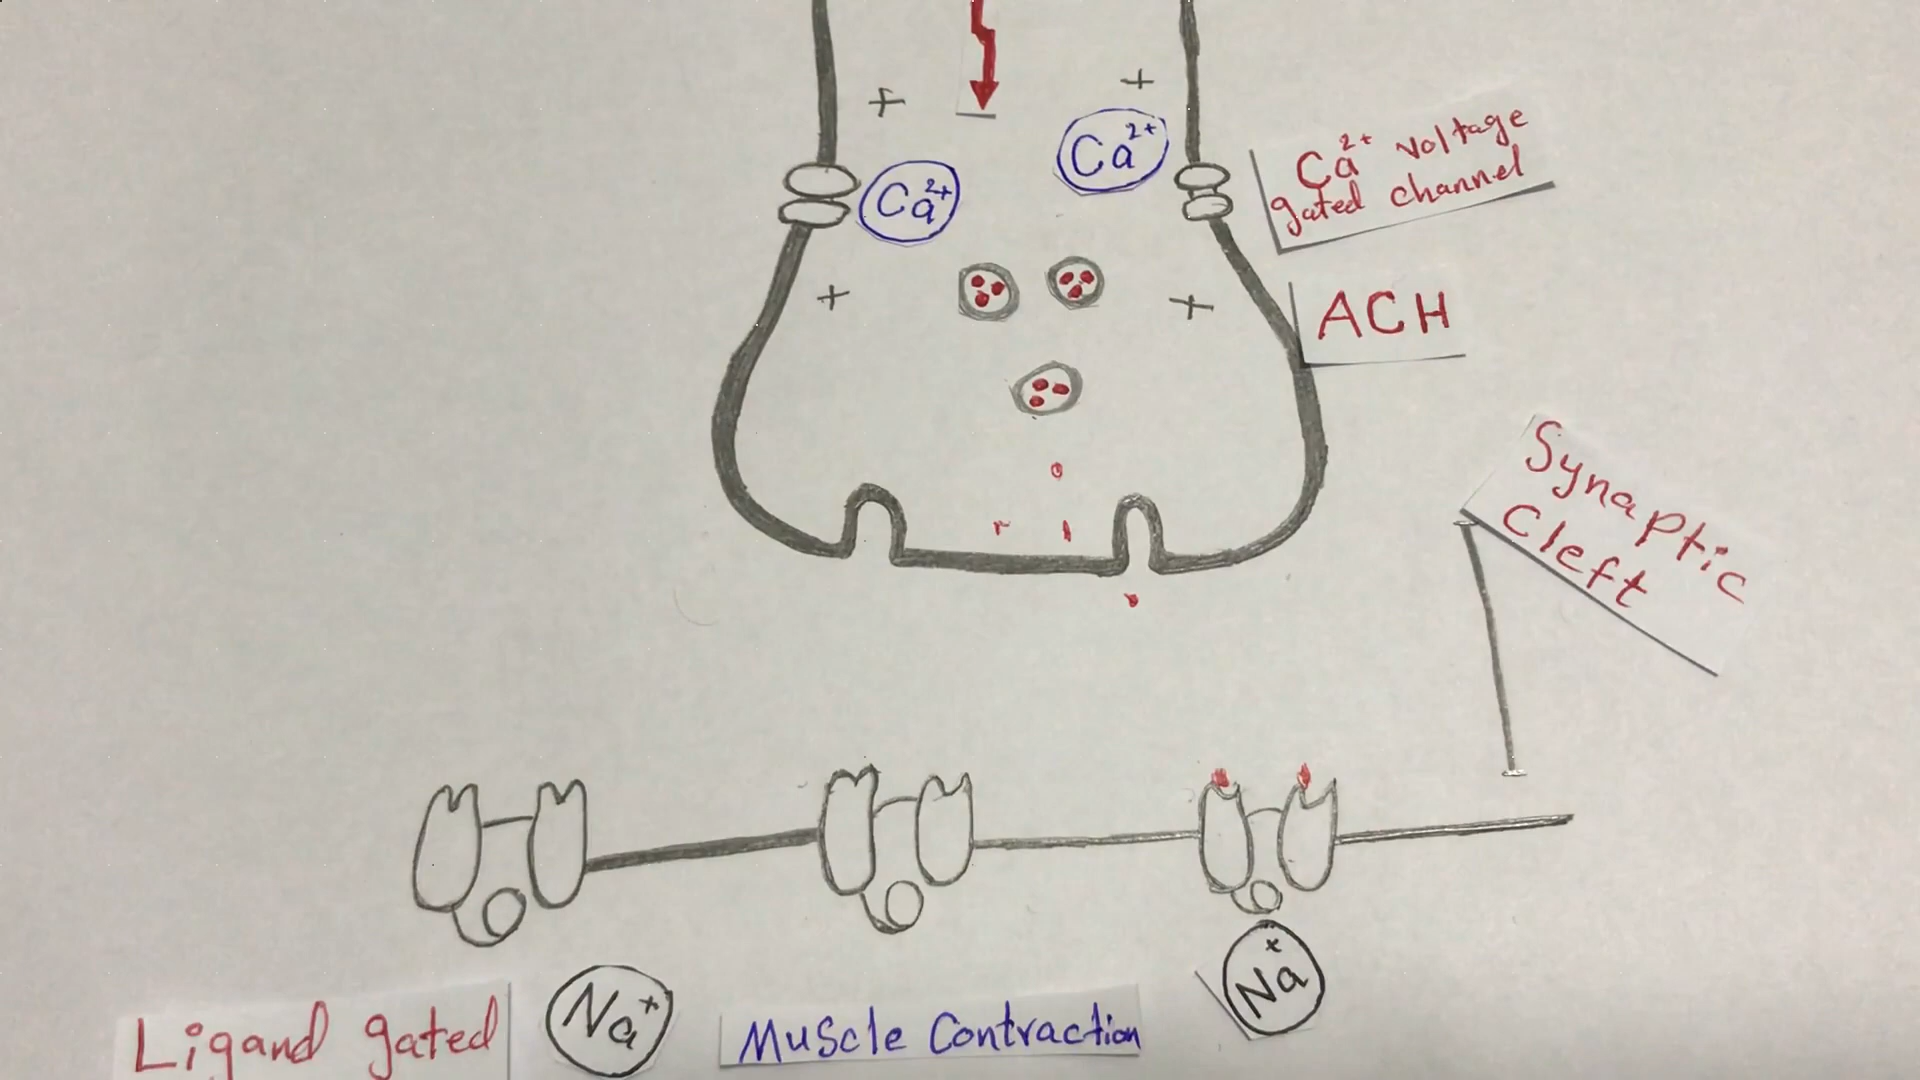 +
+
Ca2+
Ca2+
Ca2+ voltage
gated channel
+
+
ACH
Synaptic
Cleft
Ligand gated
Na+
Muscle Contraction
Na+